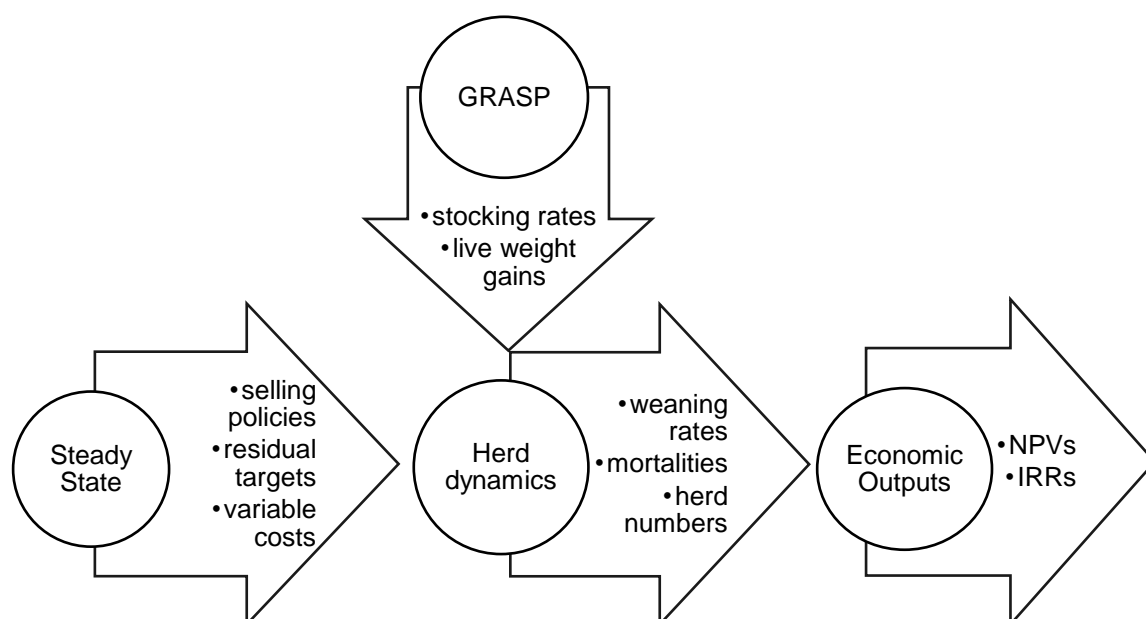 GRASP
•stocking rates
•live weight
gains
Steady
State
•selling
policies
•residual
targets
•variable
costs
Herd
dynamics
•weaning
rates
•mortalities
•herd
numbers
Economic
Outputs
•NPVs
•IRRs